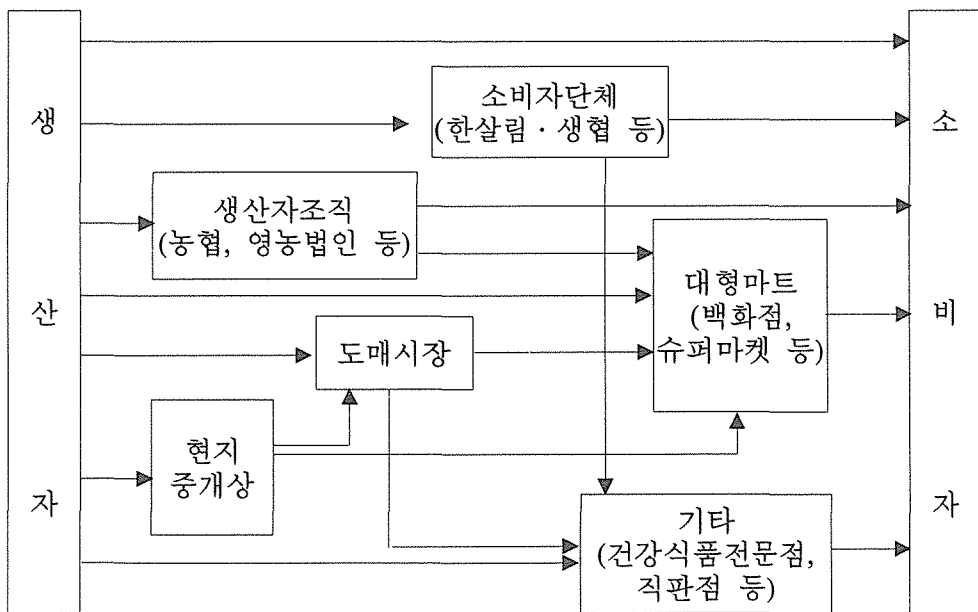 생산자
소비자단체
(한살림·생협 등)
생산자조직
(농협, 영농법인 등)
대형마트
(백화점,
슈퍼마켓 등)
도매시장
현지
중개상
기타
(건강식품전문점,
직판점 등)
소비자